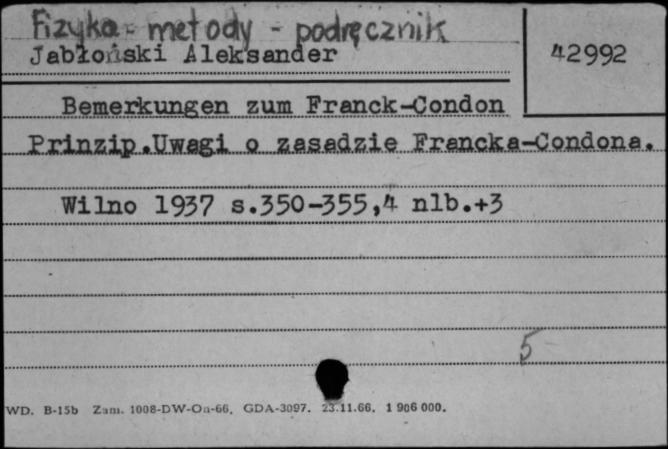 Fizyka - metody - podręcznik
Jabłoński Aleksander
42992
Bemerkungen zum Franck-Condon
Prinzip.Uwagi o zasadzie Francka-Condona.
Wilno 1937 s.350-355,4 nlb.+3
5
WD. B-15b Zam. 1008-DW-Oa-66. GDA-3097. 23.11.66. 1 906 000.